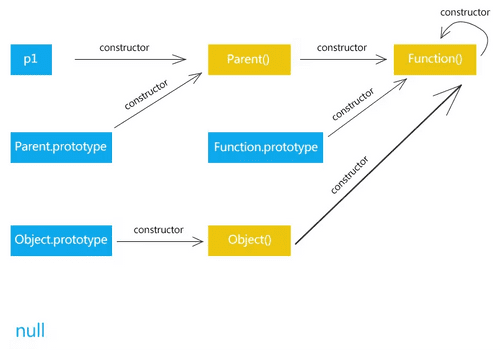 constructor
p1
constructor
Parent()
constructor
Function()
constructor
Parent.prototype
Function.prototype
constructor
constructor
Object.prototype
constructor
Object()
null